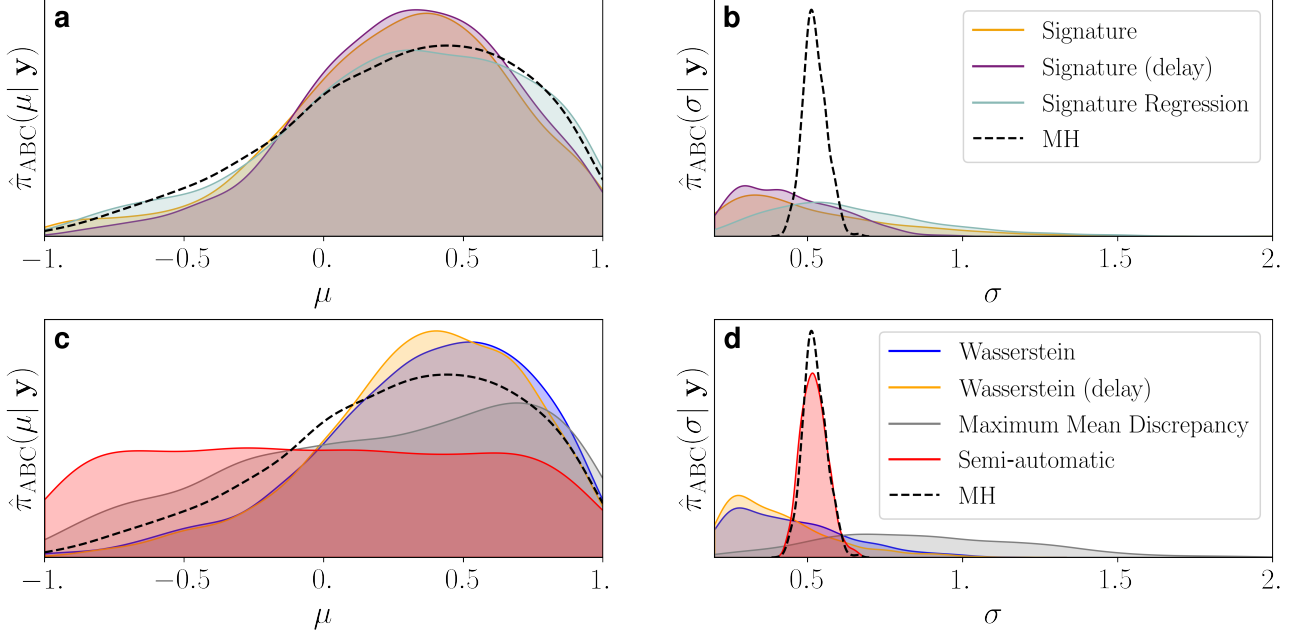 a
π̂ABC(μ| y)
−1. −0.5 0. 0.5 1.
μ
b
π̂ABC(σ| y)
Signature
Signature (delay)
Signature Regression
MH
0.5 1. 1.5 2.
σ
c
π̂ABC(μ| y)
−1. −0.5 0. 0.5 1.
μ
d
π̂ABC(σ| y)
Wasserstein
Wasserstein (delay)
Maximum Mean Discrepancy
Semi-automatic
MH
0.5 1. 1.5 2.
σ